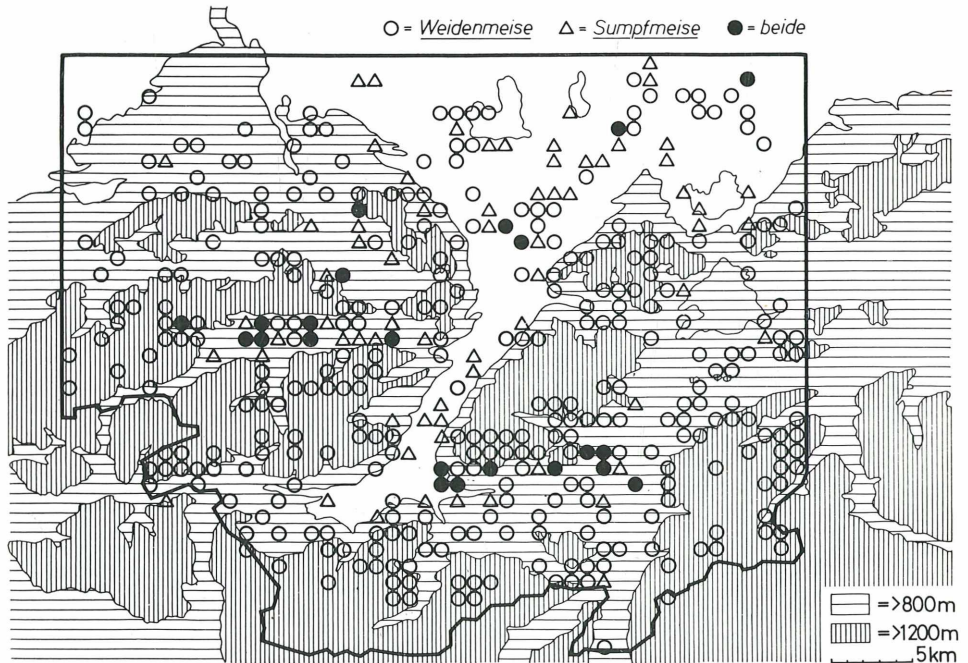 ○ = Weidenmeise △ = Sumpfmeise ● = beide
= >800m
= >1200m
5km